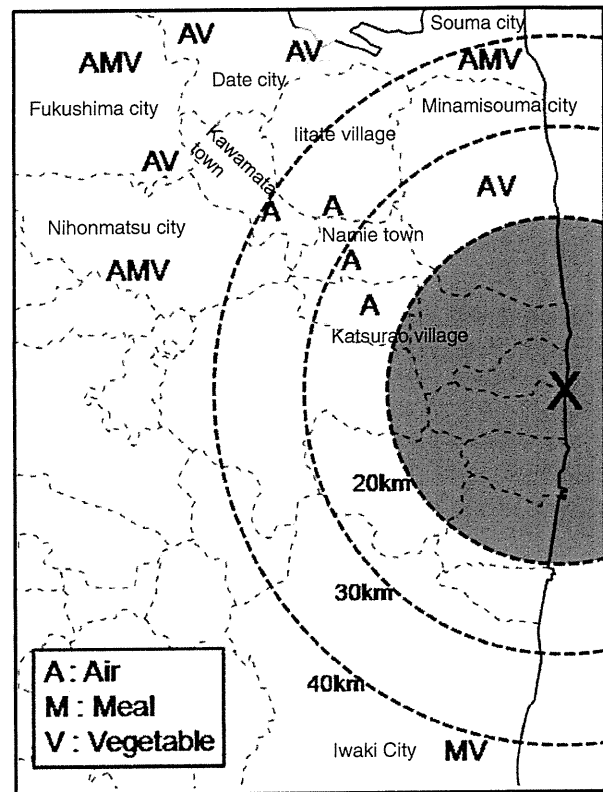 Souma city
AV
AMV
AV
AMV
Date city
Fukushima city
Minamisouma city
Iitate village
Kawamata
town
AV
AV
A
A
Nihonmatsu city
Namie town
AMV
A
A
Katsurao village
X
20km
30km
40km
A : Air
M : Meal
V : Vegetable
Iwaki City
MV